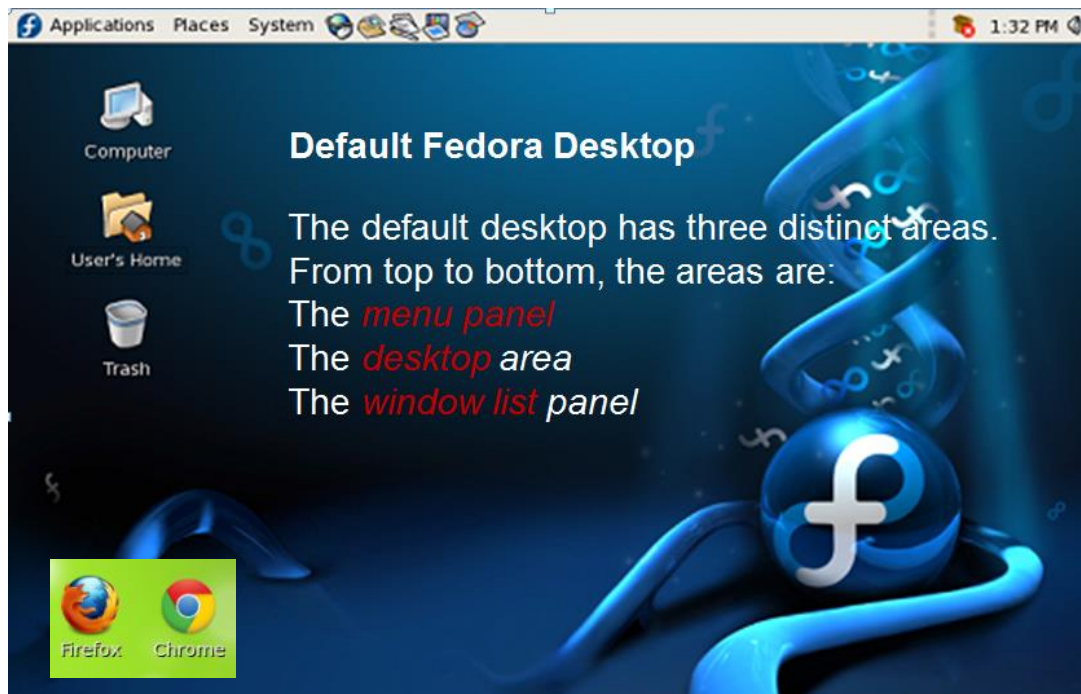 Applications Places System 1:32 PM
Computer
Default Fedora Desktop
The default desktop has three distinct areas.
User's Home
From top to bottom, the areas are:
The menu panel
The desktop area
Trash
The window list panel
Firefox Chrome